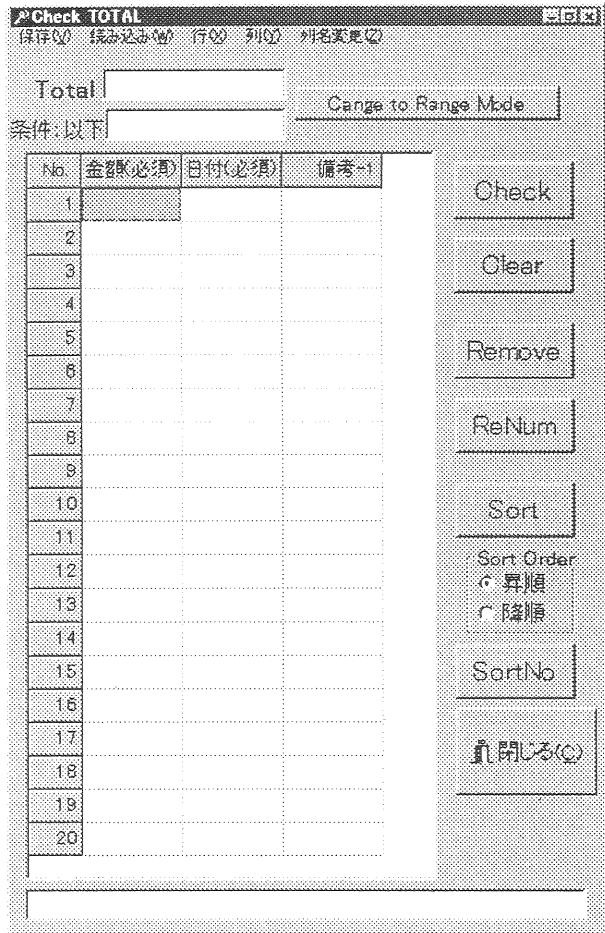 Check TOTAL
保存(V) 読み込み(W) 行(X) 列(Y) 列名変更(Z)
Total
Cange to Range Mode
条件:以下
No. 金額(必須) 日付(必須) 備考-1
1
2
3
4
5
6
7
8
9
10
11
12
13
14
15
16
17
18
19
20
Check
Clear
Remove
ReNum
Sort
Sort Order
昇順
降順
SortNo
閉じる(C)